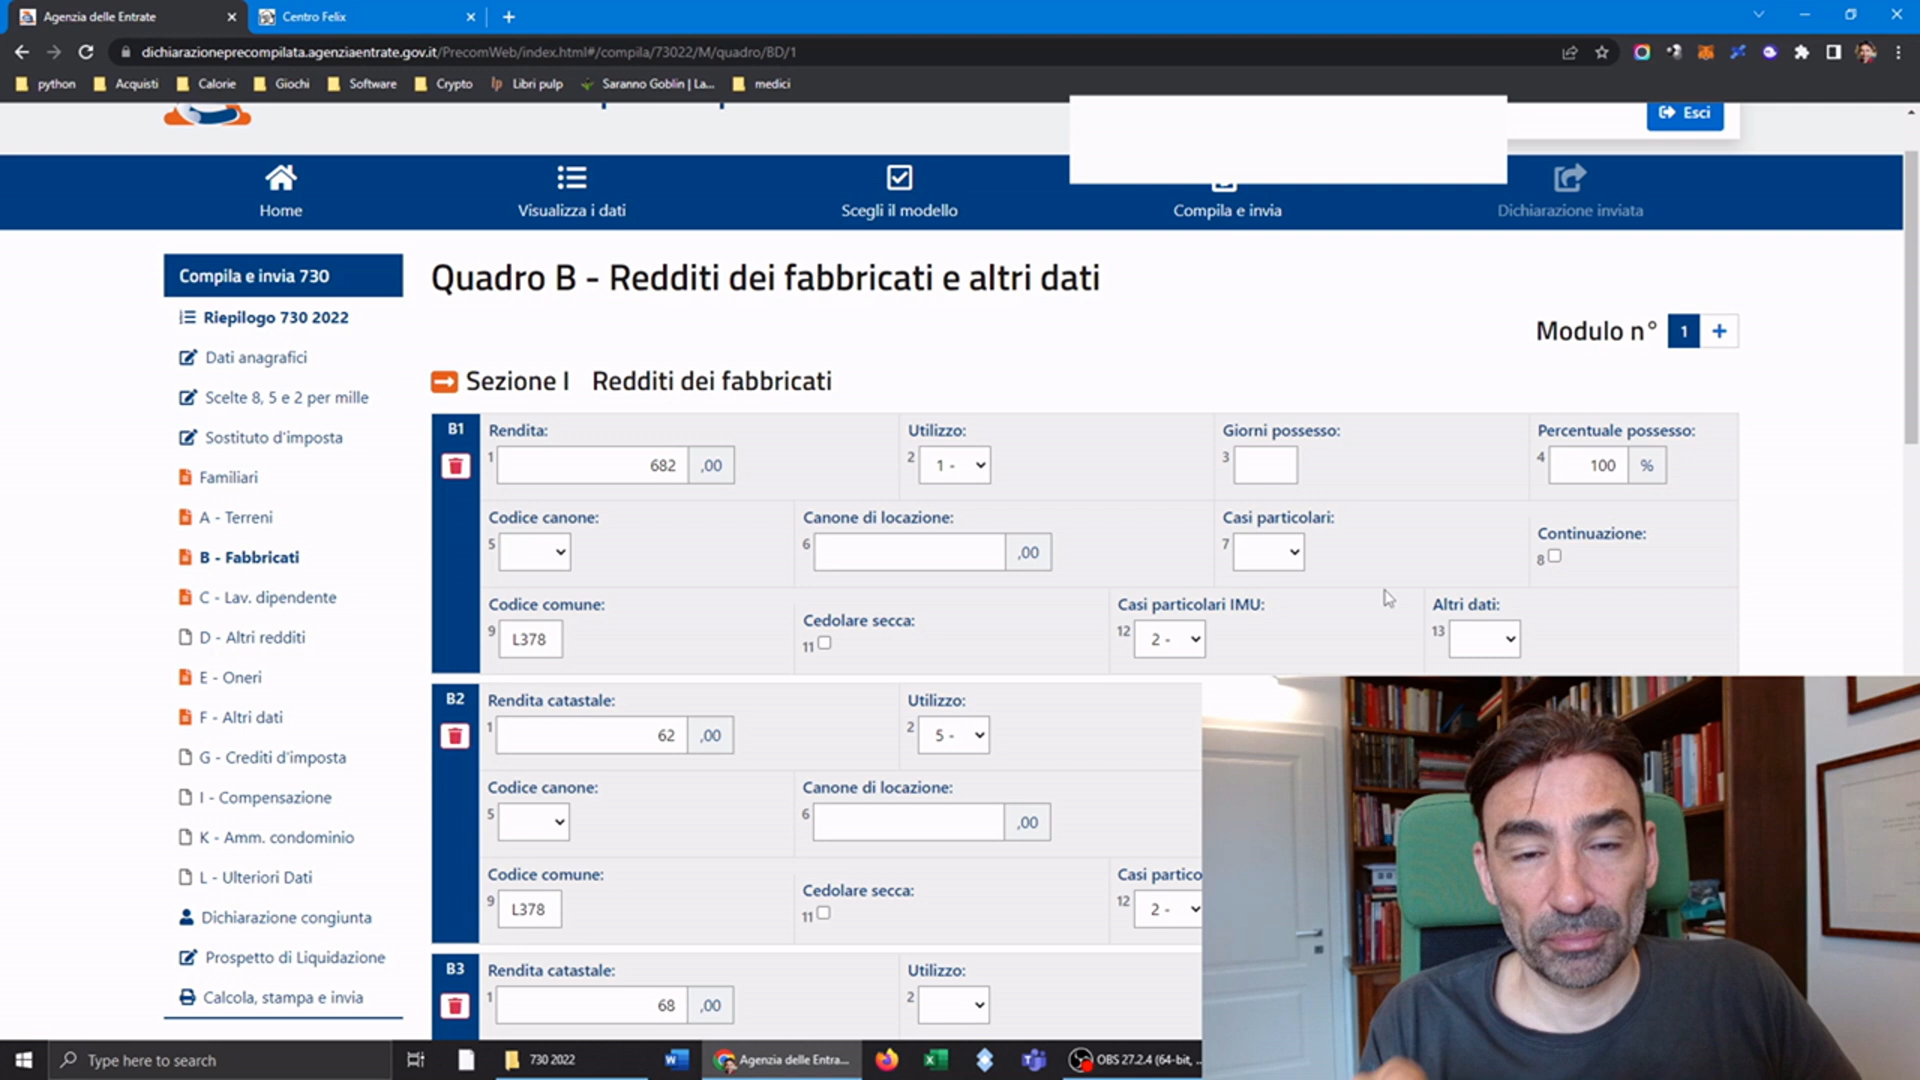 Agenzia delle Entrate
Centro Felix
dichiarazioneprecompilata.agenziaentrate.gov.it/PrecomWeb/index.html#/compila/73022/M/quadro/BD/1
python
Acquisti
Calorie
Giochi
Software
Crypto
lp Libri pulp
Saranno Goblin | La...
medici
Esci
Home
Visualizza i dati
Scegli il modello
Compila e invia
Dichiarazione inviata
Compila e invia 730
Riepilogo 730 2022
Dati anagrafici
Scelte 8, 5 e 2 per mille
Sostituto d'imposta
Familiari
A - Terreni
B - Fabbricati
C - Lav. dipendente
D - Altri redditi
E - Oneri
F - Altri dati
G - Crediti d'imposta
I - Compensazione
K - Amm. condominio
L - Ulteriori Dati
Dichiarazione congiunta
Prospetto di Liquidazione
Calcola, stampa e invia
Quadro B - Redditi dei fabbricati e altri dati
Modulo n° 1 +
Sezione I Redditi dei fabbricati
B1 Rendita: Utilizzo: Giorni possesso: Percentuale possesso:
1 682 ,00 2 1 - 3 4 100 %
Codice canone: Canone di locazione: Casi particolari: Continuazione:
5 6 ,00 7 8
Codice comune: Cedolare secca: Casi particolari IMU: Altri dati:
9 L378 11 12 2 - 13
B2 Rendita catastale: Utilizzo:
1 62 ,00 2 5 -
Codice canone: Canone di locazione:
5 6 ,00
Codice comune: Cedolare secca: Casi partico
9 L378 11 12 2 -
B3 Rendita catastale: Utilizzo:
1 68 ,00 2
Type here to search
730 2022
Agenzia delle Entra...
OBS 27.2.4 (64-bit, ...